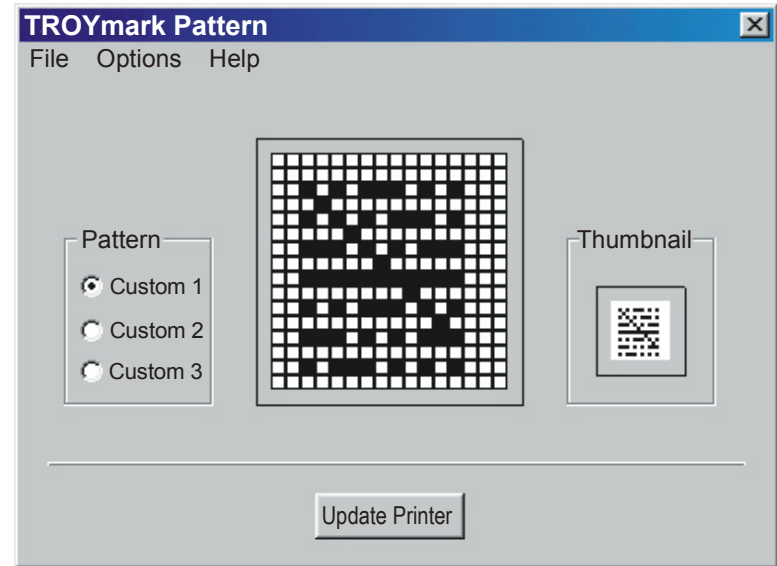 TROYmark Pattern
File Options Help
Pattern
Custom 1
Custom 2
Custom 3
Thumbnail
Update Printer